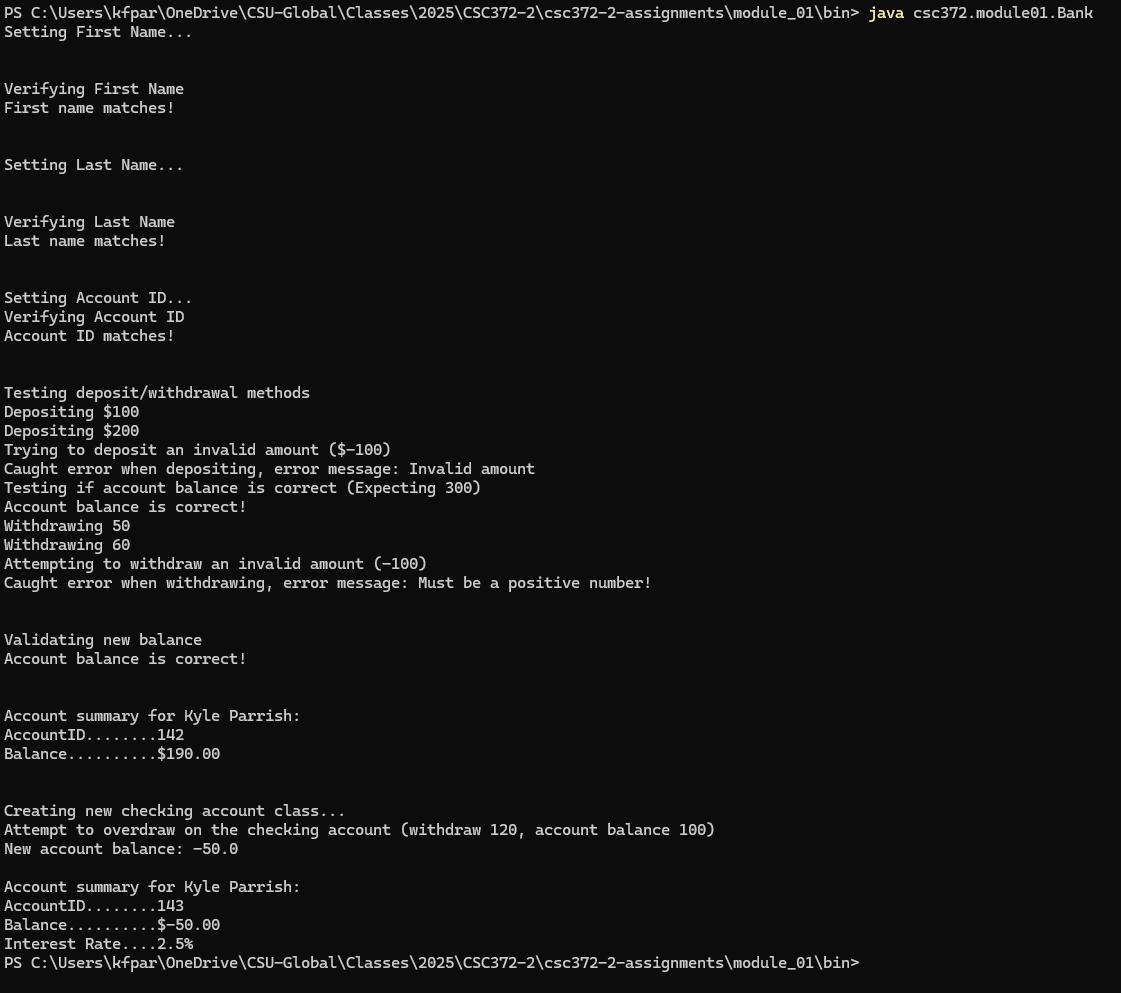 PS C:\Users\kfpar\OneDrive\CSU-Global\Classes\2025\CSC372-2\csc372-2-assignments\module_01\bin> java csc372.module01.Bank
Setting First Name...
Verifying First Name
First name matches!
Setting Last Name...
Verifying Last Name
Last name matches!
Setting Account ID...
Verifying Account ID
Account ID matches!
Testing deposit/withdrawal methods
Depositing $100
Depositing $200
Trying to deposit an invalid amount ($-100)
Caught error when depositing, error message: Invalid amount
Testing if account balance is correct (Expecting 300)
Account balance is correct!
Withdrawing 50
Withdrawing 60
Attempting to withdraw an invalid amount (-100)
Caught error when withdrawing, error message: Must be a positive number!
Validating new balance
Account balance is correct!
Account summary for Kyle Parrish:
AccountID........142
Balance..........$190.00
Creating new checking account class...
Attempt to overdraw on the checking account (withdraw 120, account balance 100)
New account balance: -50.0
Account summary for Kyle Parrish:
AccountID........143
Balance..........$-50.00
Interest Rate....2.5%
PS C:\Users\kfpar\OneDrive\CSU-Global\Classes\2025\CSC372-2\csc372-2-assignments\module_01\bin>